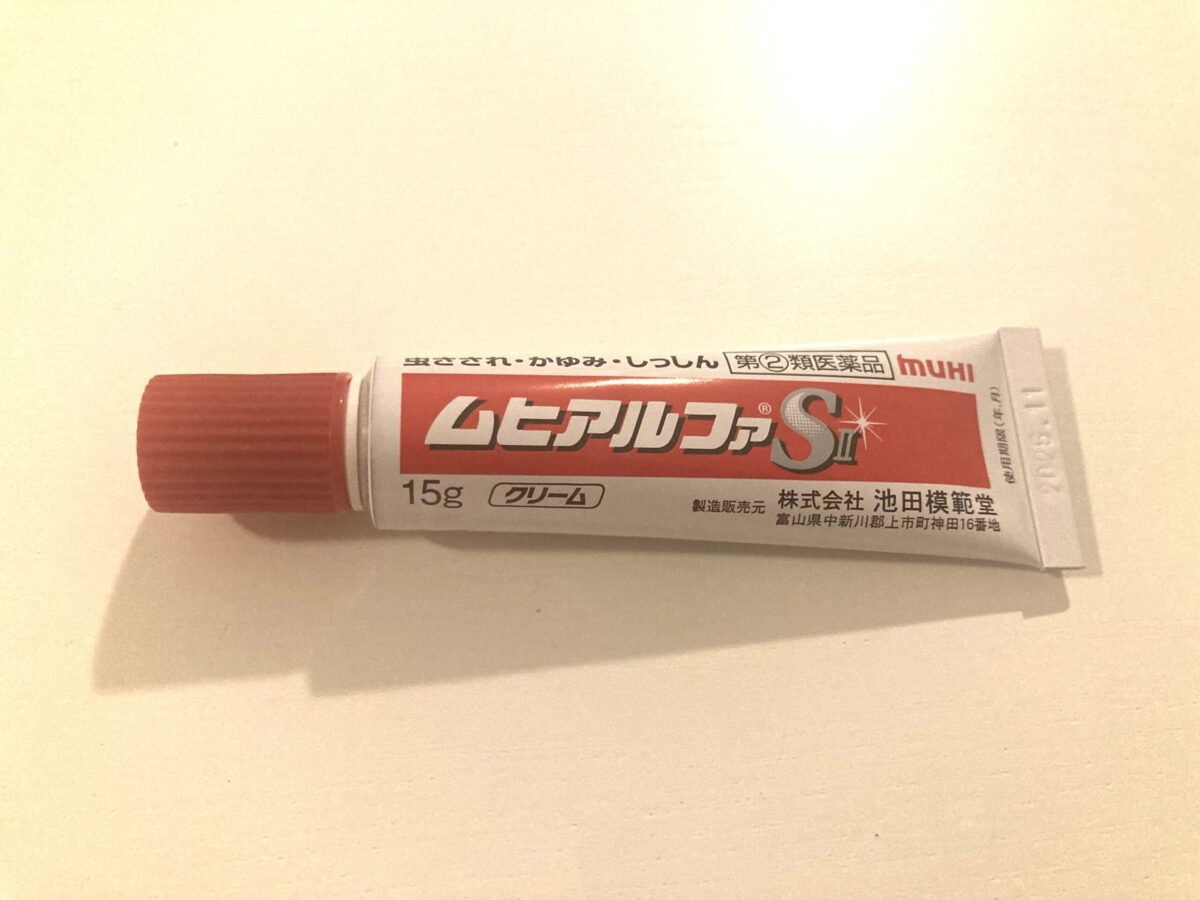 虫さされ・かゆみ・しっしん 第②類医薬品 MUHI
ムヒアルファ® SⅡ
15g クリーム
製造販売元 株式会社 池田模範堂
富山県中新川郡上市町神田16番地
使用期限(年.月)
2026.11